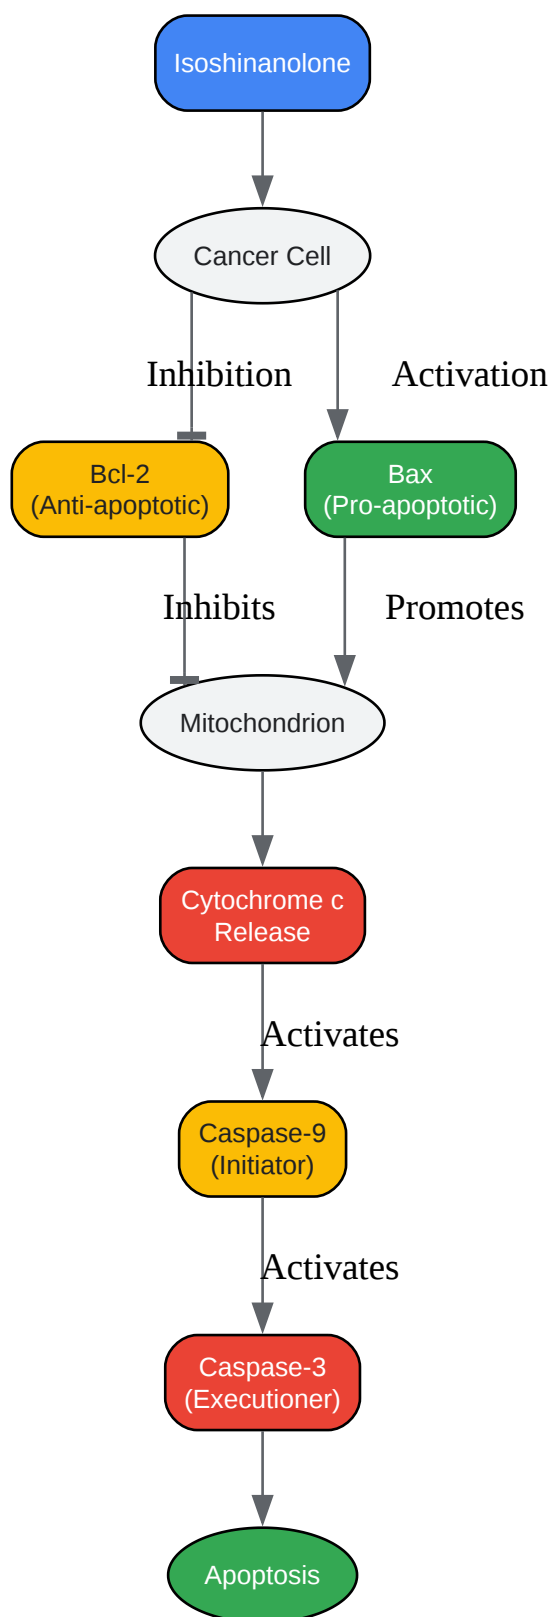 Isoshinanolone
Cancer Cell
Inhibition
Activation
Bcl-2
(Anti-apoptotic)
Bax
(Pro-apoptotic)
Inhibits
Promotes
Mitochondrion
Cytochrome c
Release
Activates
Caspase-9
(Initiator)
Activates
Caspase-3
(Executioner)
Apoptosis